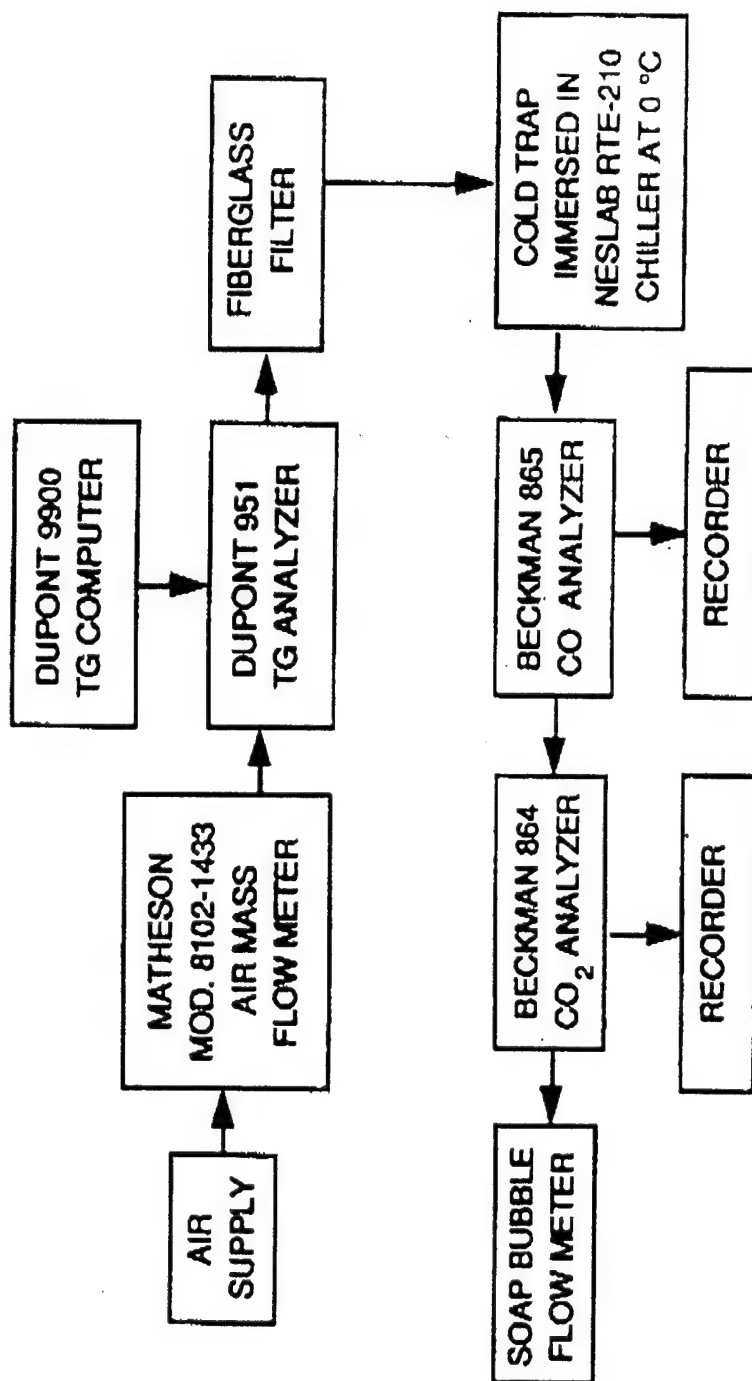 DUPONT 9900
TG COMPUTER
AIR
SUPPLY
MATHESON
MOD. 8102-1433
AIR MASS
FLOW METER
DUPONT 951
TG ANALYZER
FIBERGLASS
FILTER
SOAP BUBBLE
FLOW METER
BECKMAN 864
CO2 ANALYZER
BECKMAN 865
CO ANALYZER
COLD TRAP
IMMERSED IN
NESLAB RTE-210
CHILLER AT 0 °C
RECORDER
RECORDER